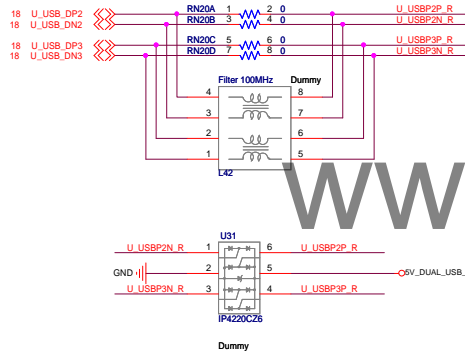 18 U_USB_DP2 RN20A 1 2 0 U_USBP2P_R
18 U_USB_DN2 RN20B 3 4 0 U_USBP2N_R
18 U_USB_DP3 RN20C 5 6 0 U_USBP3P_R
18 U_USB_DN3 RN20D 7 8 0 U_USBP3N_R
Filter 100MHz Dummy
4 8
3 7
2 6
1 5
L42
WW
U31
U_USBP2N_R 1 6 U_USBP2P_R
GND 2 5 5V_DUAL_USB_
U_USBP3N_R 3 4 U_USBP3P_R
IP4220CZ6
Dummy